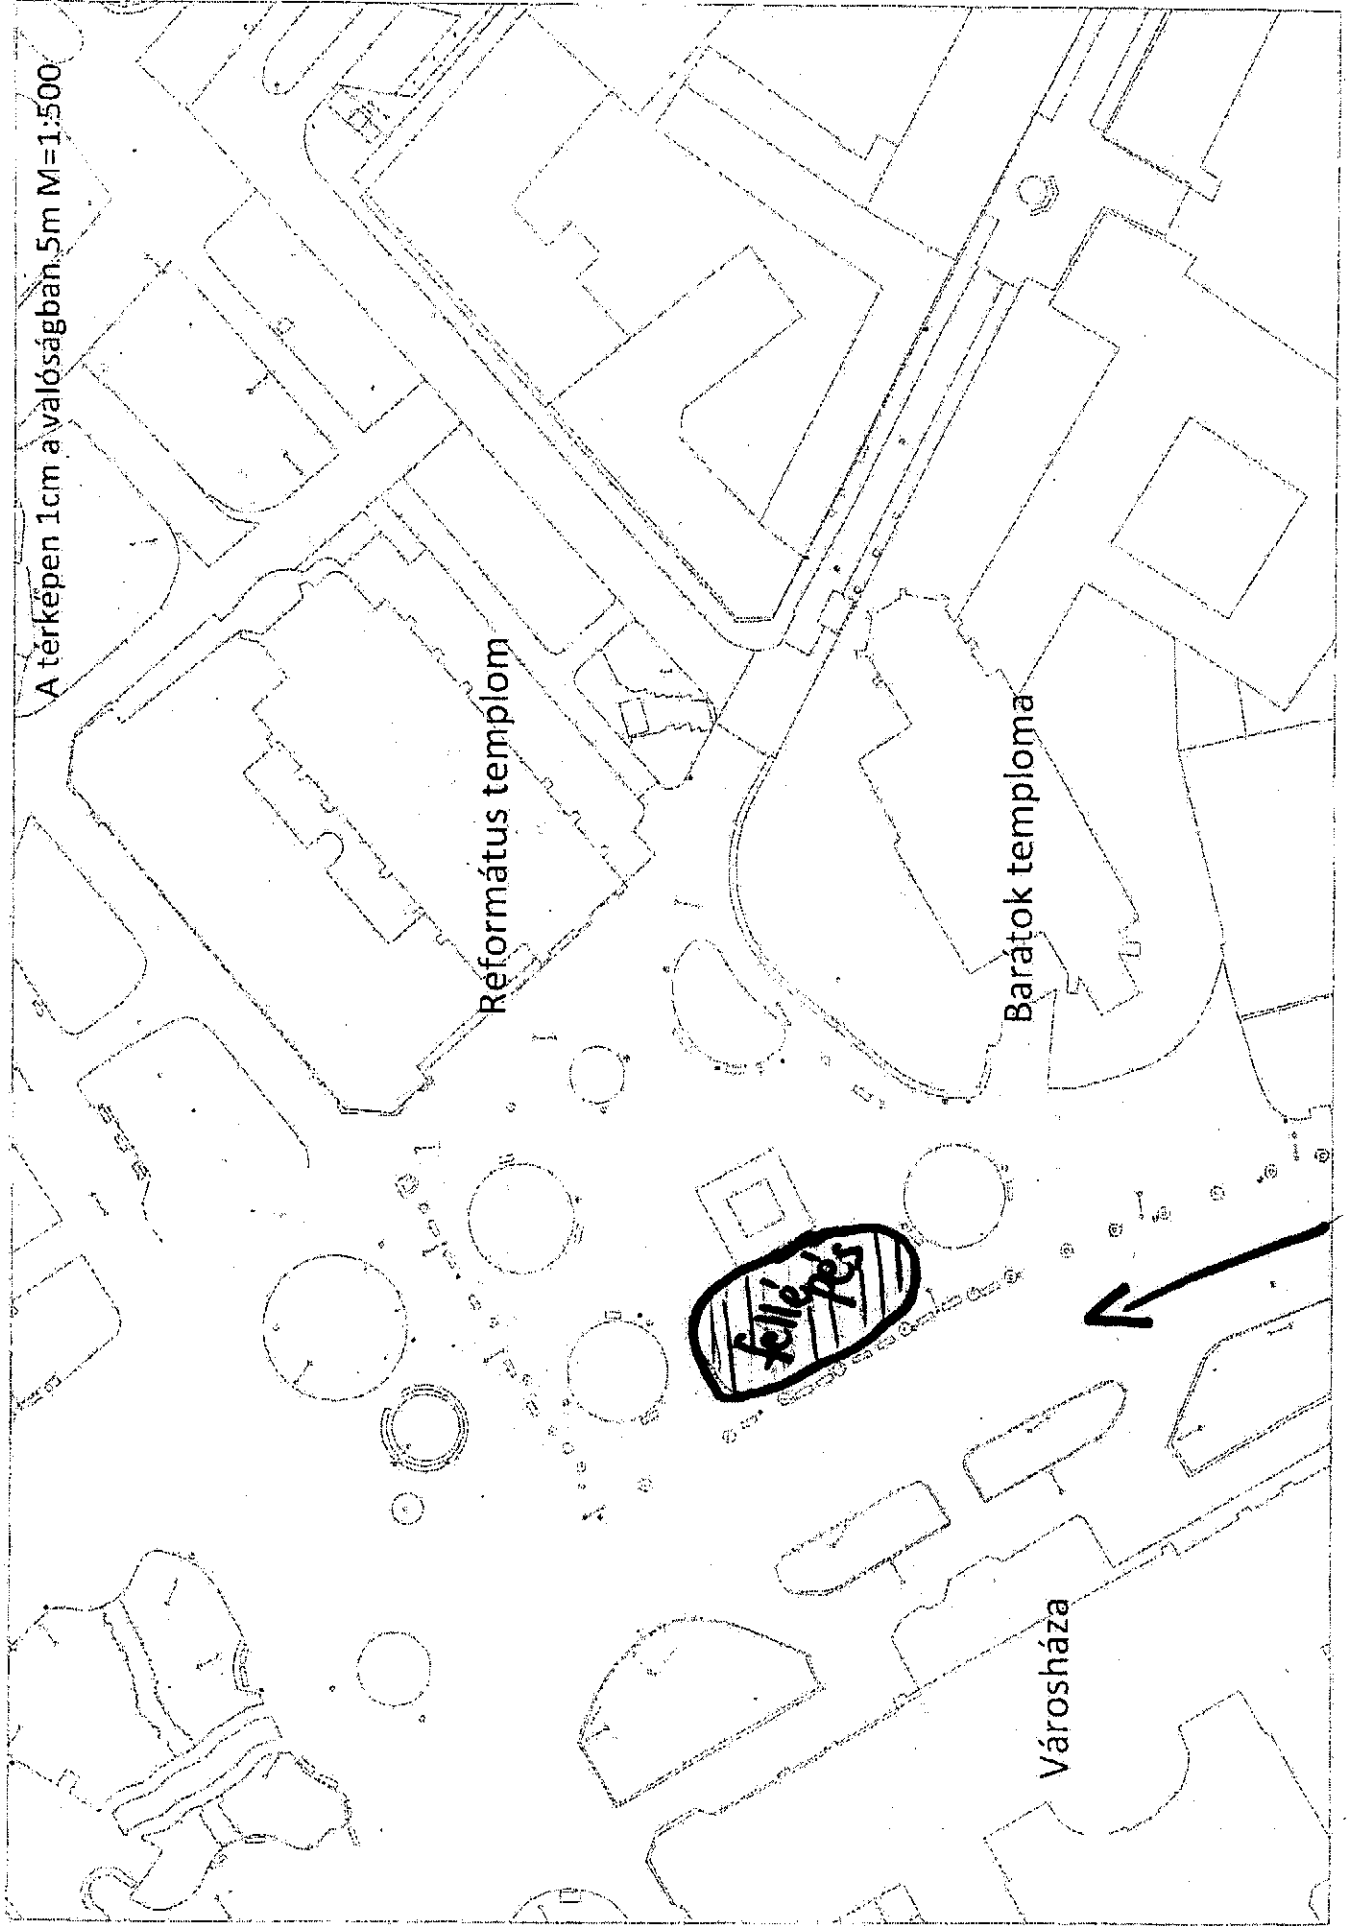 A térképen 1cm a valóságban 5m M=1:500
Református templom
Barátok temploma
fellépés
Városháza